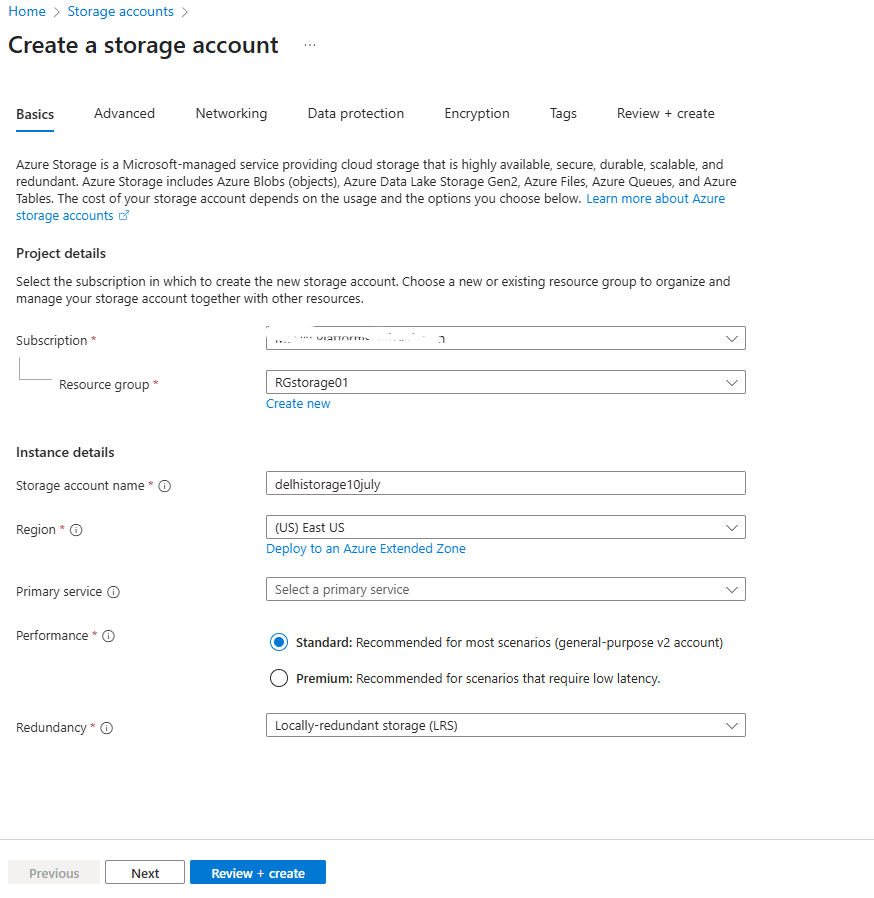 Home > Storage accounts >
Create a storage account ...
Basics Advanced Networking Data protection Encryption Tags Review + create
Azure Storage is a Microsoft-managed service providing cloud storage that is highly available, secure, durable, scalable, and
redundant. Azure Storage includes Azure Blobs (objects), Azure Data Lake Storage Gen2, Azure Files, Azure Queues, and Azure
Tables. The cost of your storage account depends on the usage and the options you choose below. Learn more about Azure
storage accounts
Project details
Select the subscription in which to create the new storage account. Choose a new or existing resource group to organize and
manage your storage account together with other resources.
Subscription *
Resource group * RGstorage01
Create new
Instance details
Storage account name * delhistorage10july
Region * (US) East US
Deploy to an Azure Extended Zone
Primary service Select a primary service
Performance * Standard: Recommended for most scenarios (general-purpose v2 account)
Premium: Recommended for scenarios that require low latency.
Redundancy * Locally-redundant storage (LRS)
Previous Next Review + create